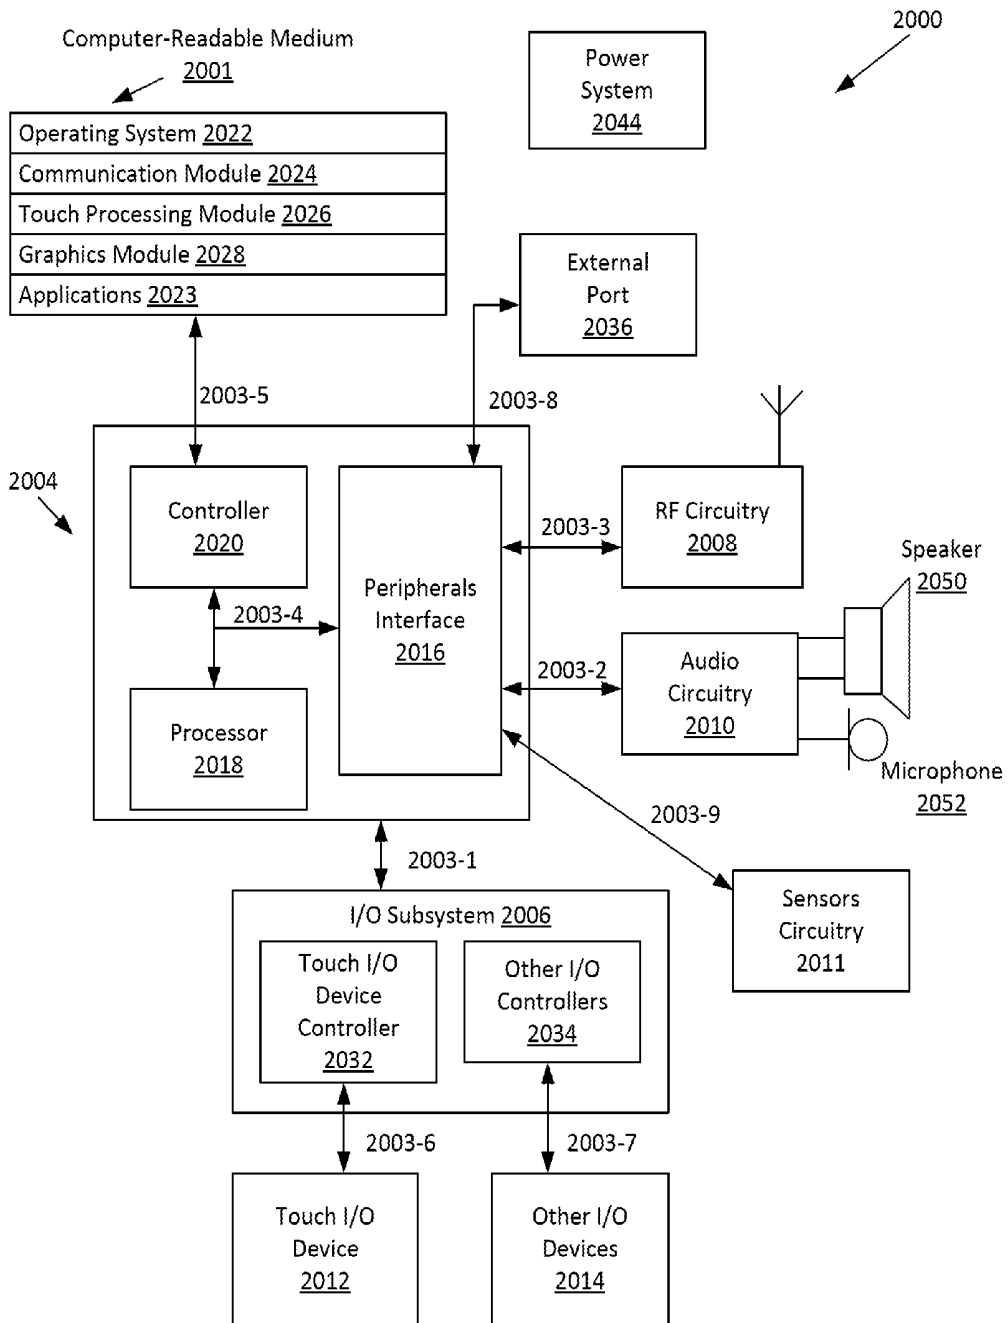 Computer-Readable Medium
2001
2000
Power
System
2044
Operating System 2022
Communication Module 2024
Touch Processing Module 2026
Graphics Module 2028
Applications 2023
External
Port
2036
2003-5
2003-8
2004
Controller
2020
Peripherals
Interface
2016
2003-3
RF Circuitry
2008
Speaker
2050
2003-4
2003-2
Audio
Circuitry
2010
Processor
2018
Microphone
2052
2003-9
2003-1
I/O Subsystem 2006
Touch I/O
Device
Controller
2032
Other I/O
Controllers
2034
Sensors
Circuitry
2011
2003-6
2003-7
Touch I/O
Device
2012
Other I/O
Devices
2014